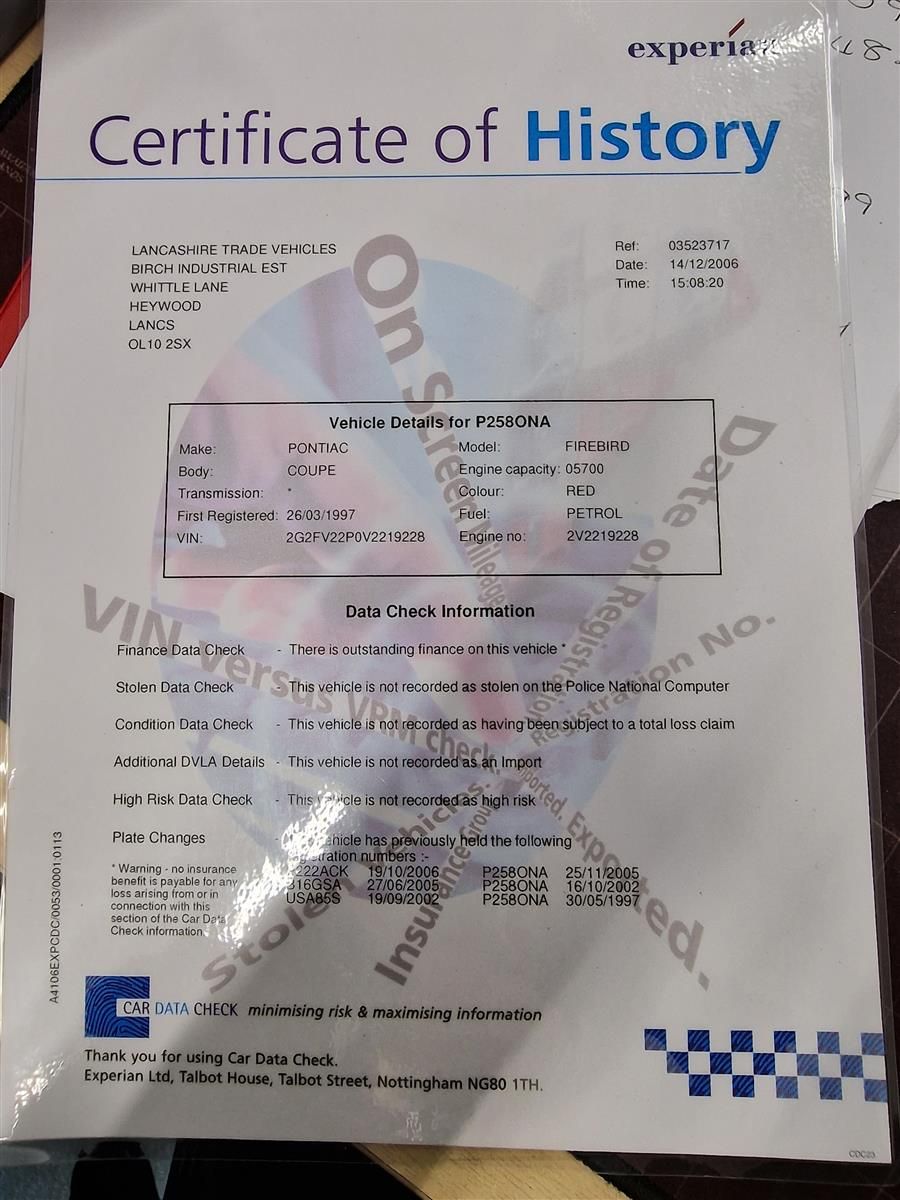 experian
Certificate of History
LANCASHIRE TRADE VEHICLES
BIRCH INDUSTRIAL EST
WHITTLE LANE
HEYWOOD
LANCS
OL10 2SX
Ref: 03523717
Date: 14/12/2006
Time: 15:08:20
On Screen Mileage
Date of Registration
VIN versus VRM check.
Registration No.
Stolen Vehicles.
Insurance Group
Imported, Exported.
Vehicle Details for P258ONA
Make: PONTIAC Model: FIREBIRD
Body: COUPE Engine capacity: 05700
Transmission: * Colour: RED
First Registered: 26/03/1997 Fuel: PETROL
VIN: 2G2FV22P0V2219228 Engine no: 2V2219228
Data Check Information
Finance Data Check - There is outstanding finance on this vehicle *
Stolen Data Check - This vehicle is not recorded as stolen on the Police National Computer
Condition Data Check - This vehicle is not recorded as having been subject to a total loss claim
Additional DVLA Details - This vehicle is not recorded as an Import
High Risk Data Check - This vehicle is not recorded as high risk
Plate Changes - vehicle has previously held the following
registration numbers :-
222ACK 19/10/2006 P258ONA 25/11/2005
316GSA 27/06/2005 P258ONA 16/10/2002
USA85S 19/09/2002 P258ONA 30/05/1997
* Warning - no insurance
benefit is payable for any
loss arising from or in
connection with this
section of the Car Data
Check information.
A4106EXPCDC/0053/0001:0113
CAR DATA CHECK minimising risk & maximising information
Thank you for using Car Data Check.
Experian Ltd, Talbot House, Talbot Street, Nottingham NG80 1TH.
CDC23